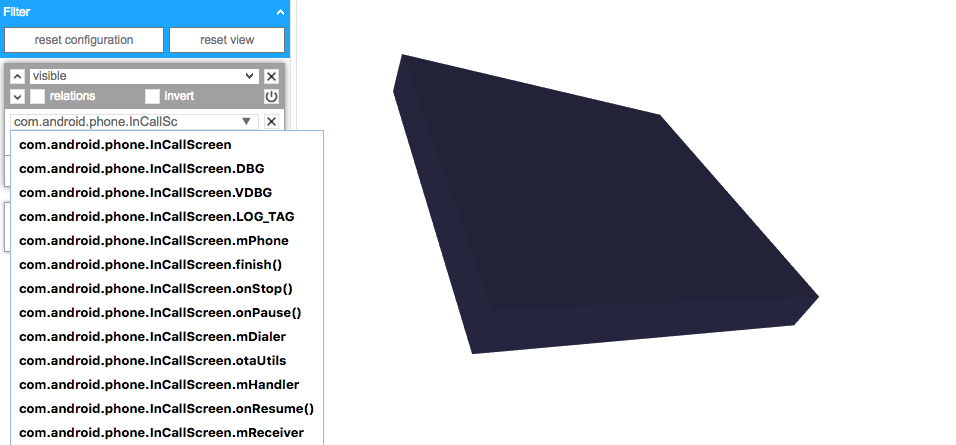 Filter
reset configuration reset view
visible
relations invert
com.android.phone.InCallSc
com.android.phone.InCallScreen
com.android.phone.InCallScreen.DBG
com.android.phone.InCallScreen.VDBG
com.android.phone.InCallScreen.LOG_TAG
com.android.phone.InCallScreen.mPhone
com.android.phone.InCallScreen.finish()
com.android.phone.InCallScreen.onStop()
com.android.phone.InCallScreen.onPause()
com.android.phone.InCallScreen.mDialer
com.android.phone.InCallScreen.otaUtils
com.android.phone.InCallScreen.mHandler
com.android.phone.InCallScreen.onResume()
com.android.phone.InCallScreen.mReceiver